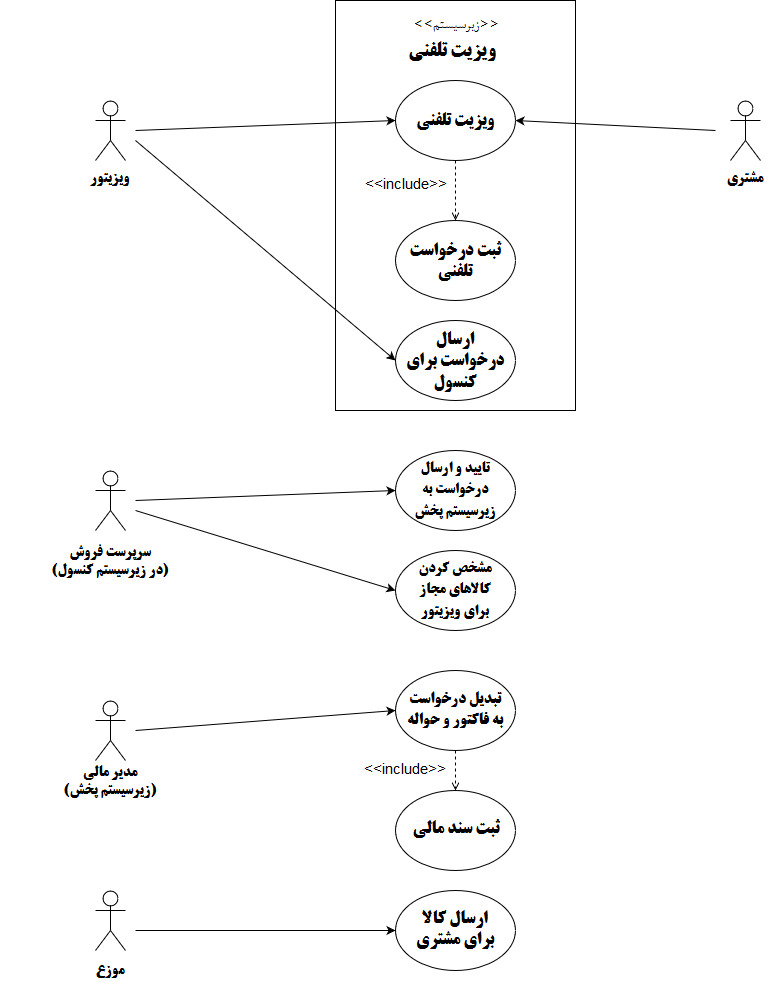 <<زیرسیستم>>
ویزیت تلفنی
ویزیت تلفنی
ویزیتور
مشتری
<<include>>
ثبت درخواست
تلفنی
ارسال
درخواست برای
کنسول
تایید و ارسال
درخواست به
زیرسیستم پخش
سرپرست فروش
(در زیرسیستم کنسول)
مشخص کردن
کالاهای مجاز
برای ویزیتور
تبدیل درخواست
به فاکتور و حواله
مدیر مالی
(زیرسیستم پخش)
<<include>>
ثبت سند مالی
ارسال کالا
برای مشتری
موزع